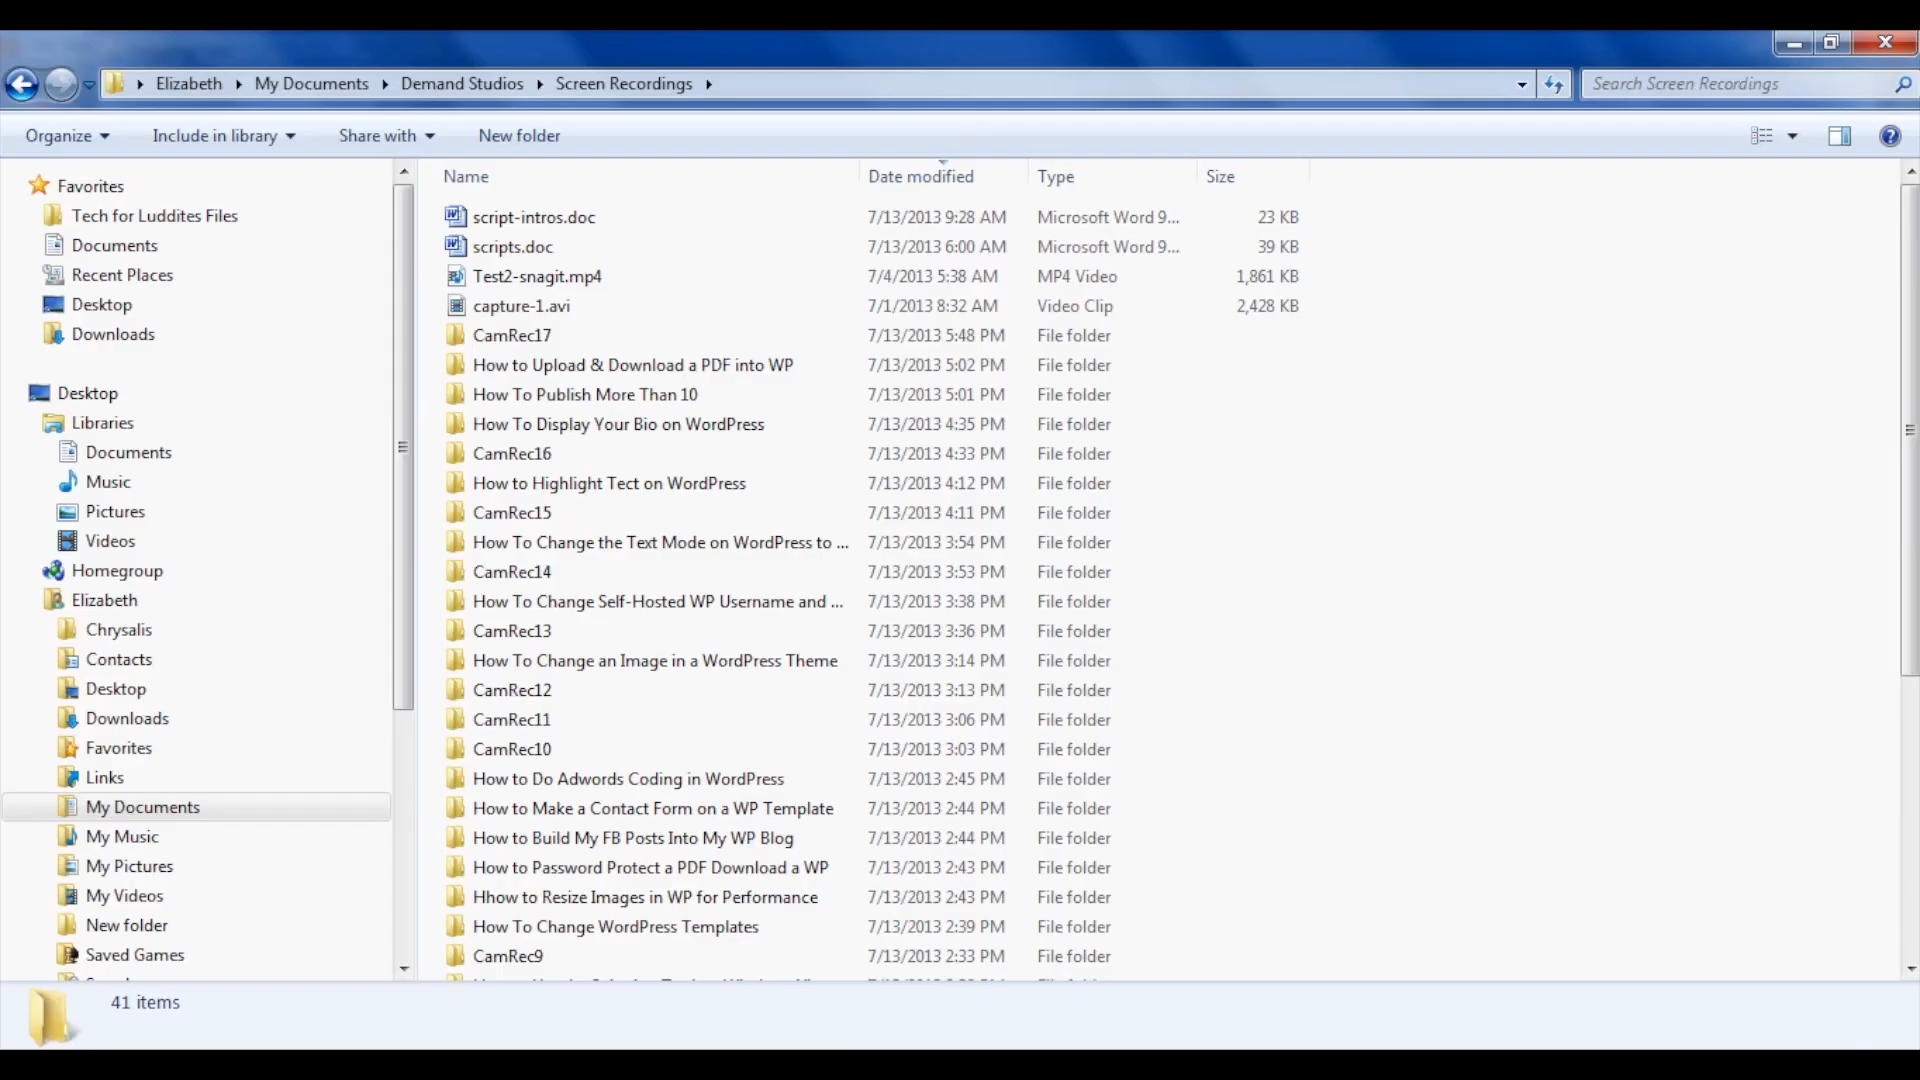 Elizabeth My Documents Demand Studios Screen Recordings
Search Screen Recordings
Organize Include in library Share with New folder
Favorites
Tech for Luddites Files
Documents
Recent Places
Desktop
Downloads
Desktop
Libraries
Documents
Music
Pictures
Videos
Homegroup
Elizabeth
Chrysalis
Contacts
Desktop
Downloads
Favorites
Links
My Documents
My Music
My Pictures
My Videos
New folder
Saved Games
Name Date modified Type Size
script-intros.doc 7/13/2013 9:28 AM Microsoft Word 9... 23 KB
scripts.doc 7/13/2013 6:00 AM Microsoft Word 9... 39 KB
Test2-snagit.mp4 7/4/2013 5:38 AM MP4 Video 1,861 KB
capture-1.avi 7/1/2013 8:32 AM Video Clip 2,428 KB
CamRec17 7/13/2013 5:48 PM File folder
How to Upload & Download a PDF into WP 7/13/2013 5:02 PM File folder
How To Publish More Than 10 7/13/2013 5:01 PM File folder
How To Display Your Bio on WordPress 7/13/2013 4:35 PM File folder
CamRec16 7/13/2013 4:33 PM File folder
How to Highlight Tect on WordPress 7/13/2013 4:12 PM File folder
CamRec15 7/13/2013 4:11 PM File folder
How To Change the Text Mode on WordPress to ... 7/13/2013 3:54 PM File folder
CamRec14 7/13/2013 3:53 PM File folder
How To Change Self-Hosted WP Username and ... 7/13/2013 3:38 PM File folder
CamRec13 7/13/2013 3:36 PM File folder
How To Change an Image in a WordPress Theme 7/13/2013 3:14 PM File folder
CamRec12 7/13/2013 3:13 PM File folder
CamRec11 7/13/2013 3:06 PM File folder
CamRec10 7/13/2013 3:03 PM File folder
How to Do Adwords Coding in WordPress 7/13/2013 2:45 PM File folder
How to Make a Contact Form on a WP Template 7/13/2013 2:44 PM File folder
How to Build My FB Posts Into My WP Blog 7/13/2013 2:44 PM File folder
How to Password Protect a PDF Download a WP 7/13/2013 2:43 PM File folder
Hhow to Resize Images in WP for Performance 7/13/2013 2:43 PM File folder
How To Change WordPress Templates 7/13/2013 2:39 PM File folder
CamRec9 7/13/2013 2:33 PM File folder
41 items